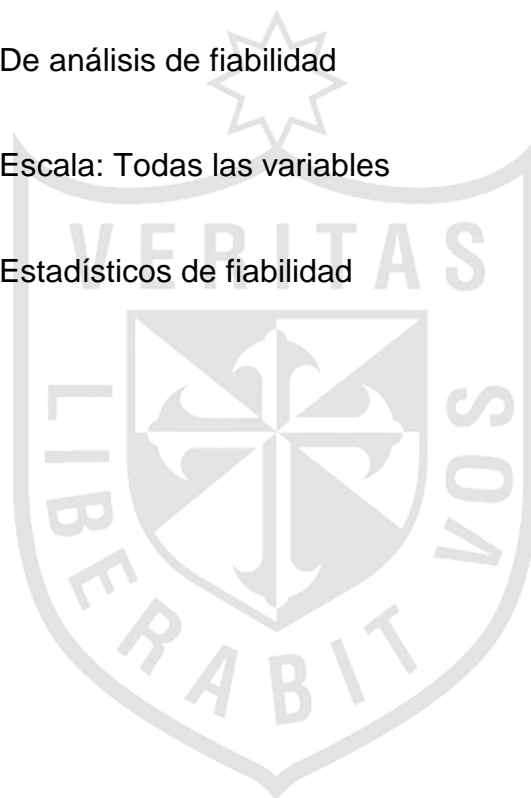 De análisis de fiabilidad
Escala: Todas las variables
Estadísticos de fiabilidad
VERITAS
LIBERABIT VOS